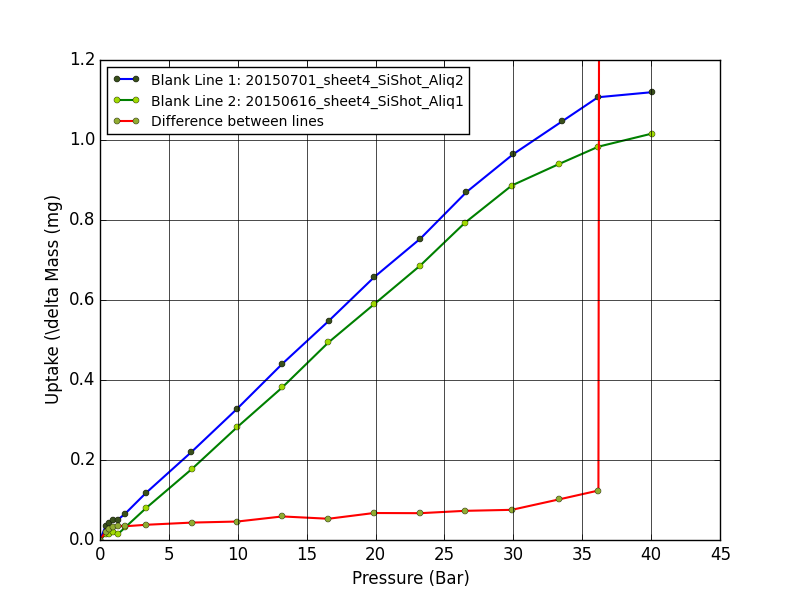 1.2
1.0
0.8
0.6
0.4
0.2
0.0
Uptake (\delta Mass (mg)
Blank Line 1: 20150701_sheet4_SiShot_Aliq2
Blank Line 2: 20150616_sheet4_SiShot_Aliq1
Difference between lines
0 5 10 15 20 25 30 35 40 45
Pressure (Bar)